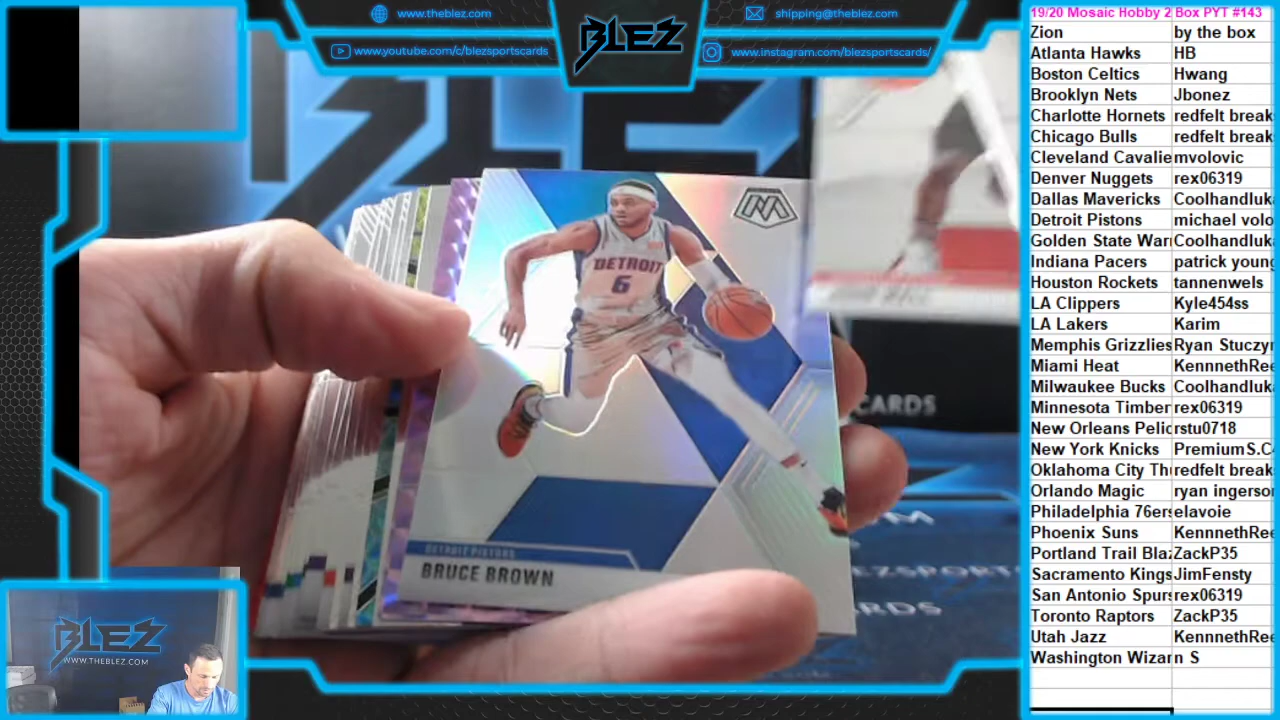 www.theblez.com
shipping@theblez.com
www.youtube.com/c/blezsportscards
www.instagram.com/blezsportscards/
BLEZ
19/20 Mosaic Hobby 2 Box PYT #143
Zion by the box
Atlanta Hawks HB
Boston Celtics Hwang
Brooklyn Nets Jbonez
Charlotte Hornets redfelt break
Chicago Bulls redfelt break
Cleveland Cavalie mvolovic
Denver Nuggets rex06319
Dallas Mavericks Coolhandluk
Detroit Pistons michael volo
Golden State War Coolhandluk
Indiana Pacers patrick young
Houston Rockets tannenwels
LA Clippers Kyle454ss
LA Lakers Karim
Memphis Grizzlies Ryan Stuczyn
Miami Heat KennnethRee
Milwaukee Bucks Coolhandluk
Minnesota Timber rex06319
New Orleans Pelic rstu0718
New York Knicks PremiumS.C
Oklahoma City Th redfelt break
Orlando Magic ryan ingerso
Philadelphia 76ers elavoie
Phoenix Suns KennnethRee
Portland Trail Bla ZackP35
Sacramento Kings JimFensty
San Antonio Spurs rex06319
Toronto Raptors ZackP35
Utah Jazz KennnethRee
Washington Wizar n S
BLEZ
DETROIT
6
DETROIT PISTONS
BRUCE BROWN
CARDS
BLEZSPORTS
RDS
BLEZ
WWW.THEBLEZ.COM